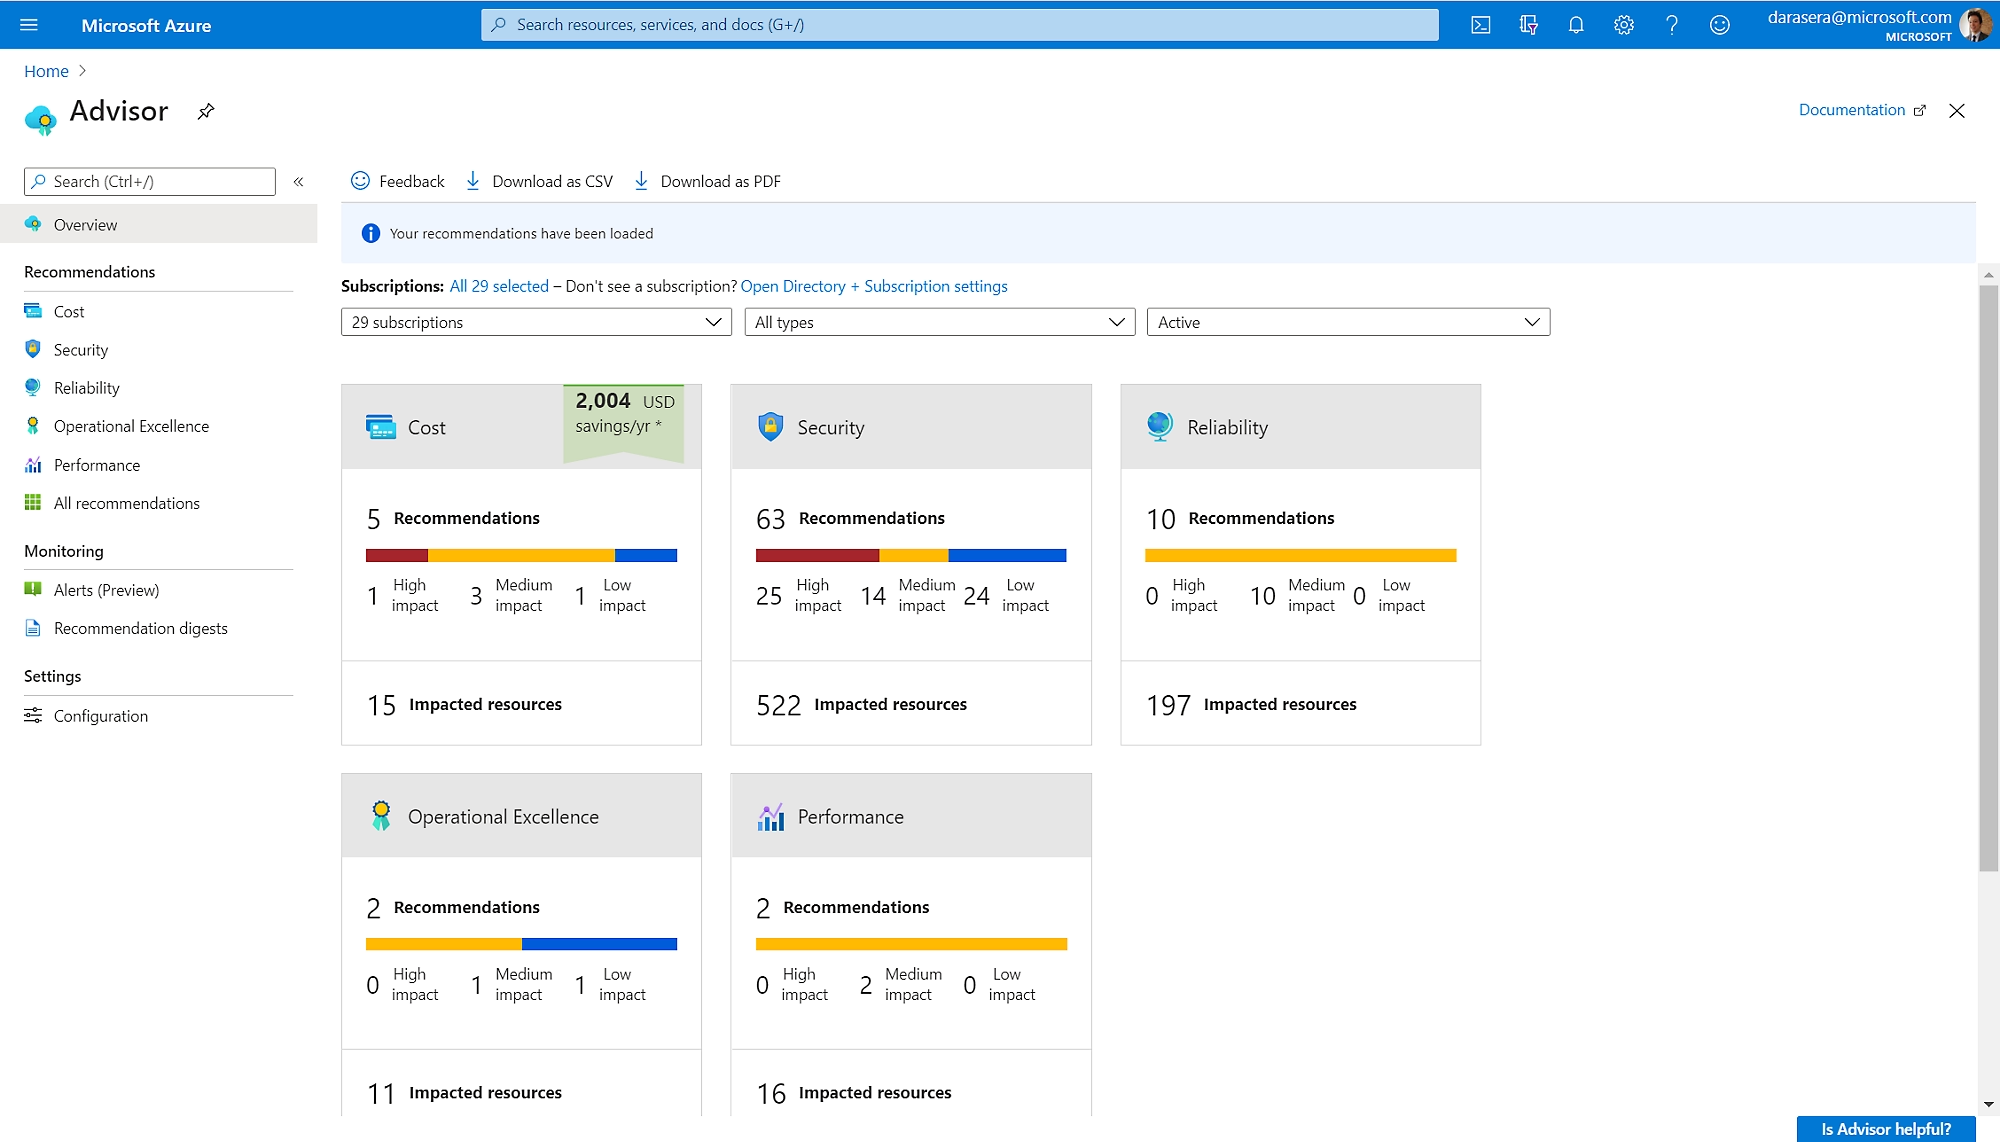 Microsoft Azure
Search resources, services, and docs (G+/)
darasera@microsoft.com
MICROSOFT
Home
Advisor
Documentation
Search (Ctrl+/)
«
Feedback
Download as CSV
Download as PDF
Overview
Your recommendations have been loaded
Recommendations
Cost
Security
Reliability
Operational Excellence
Performance
All recommendations
Monitoring
Alerts (Preview)
Recommendation digests
Settings
Configuration
Subscriptions: All 29 selected – Don't see a subscription? Open Directory + Subscription settings
29 subscriptions
All types
Active
Cost
2,004 USD
savings/yr *
5 Recommendations
1 High impact 3 Medium impact 1 Low impact
15 Impacted resources
Security
63 Recommendations
25 High impact 14 Medium impact 24 Low impact
522 Impacted resources
Reliability
10 Recommendations
0 High impact 10 Medium impact 0 Low impact
197 Impacted resources
Operational Excellence
2 Recommendations
0 High impact 1 Medium impact 1 Low impact
11 Impacted resources
Performance
2 Recommendations
0 High impact 2 Medium impact 0 Low impact
16 Impacted resources
Is Advisor helpful?